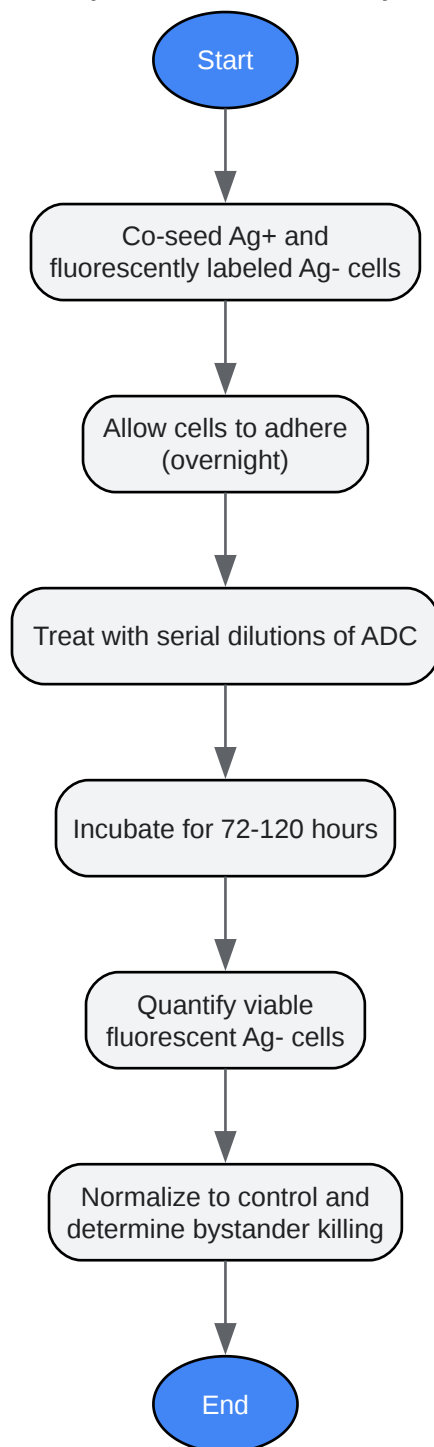 Start
Co-seed Ag+ and
fluorescently labeled Ag- cells
Allow cells to adhere
(overnight)
Treat with serial dilutions of ADC
Incubate for 72-120 hours
Quantify viable
fluorescent Ag- cells
Normalize to control and
determine bystander killing
End